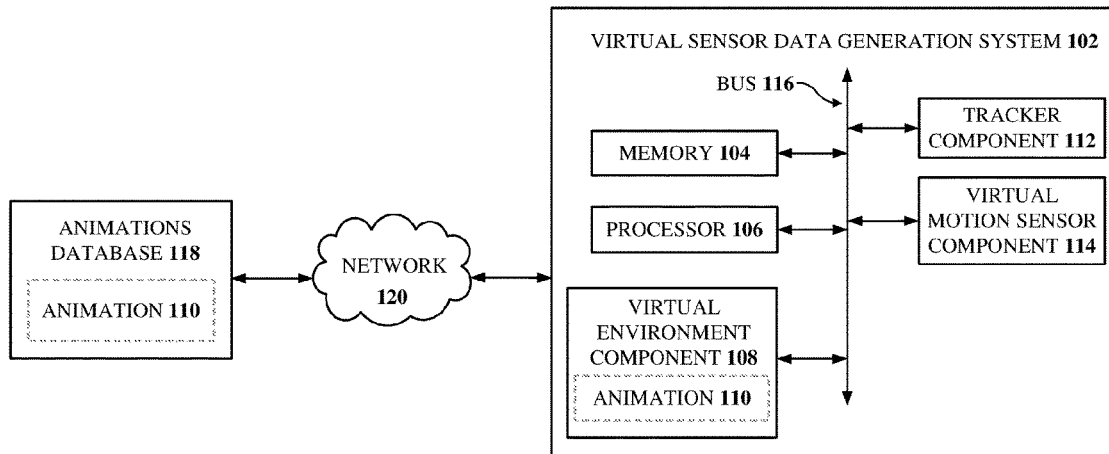 VIRTUAL SENSOR DATA GENERATION SYSTEM 102
BUS 116
TRACKER
COMPONENT 112
MEMORY 104
VIRTUAL
MOTION SENSOR
COMPONENT 114
PROCESSOR 106
ANIMATIONS
DATABASE 118
ANIMATION 110
NETWORK
120
VIRTUAL
ENVIRONMENT
COMPONENT 108
ANIMATION 110